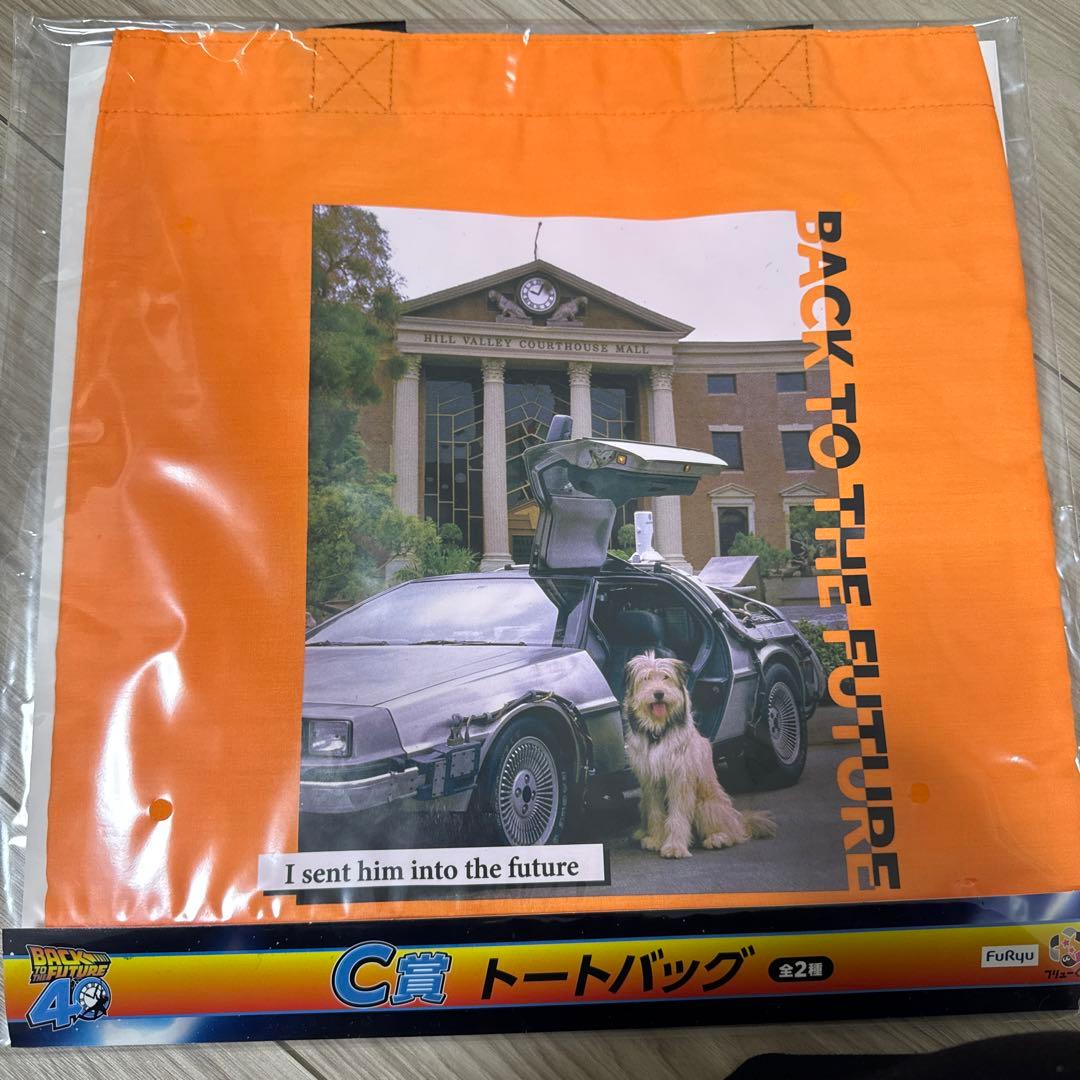 HILL VALLEY COURTHOUSE MALL
BACK TO THE FUTURE
I sent him into the future
BACK
TO THE FUTURE
40
C賞 トートバッグ 全2種
FuRyu